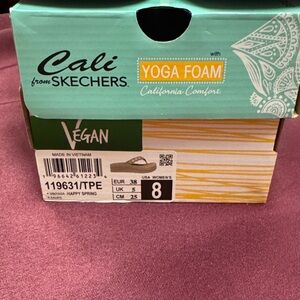 Cali
from SKECHERS.
with
YOGA FOAM
California Comfort
VEGAN
MADE IN VIETNAM
119631/TPE
HAPPY SPRING
EUR 38
UK 5
CM 25
USA WOMEN'S
8